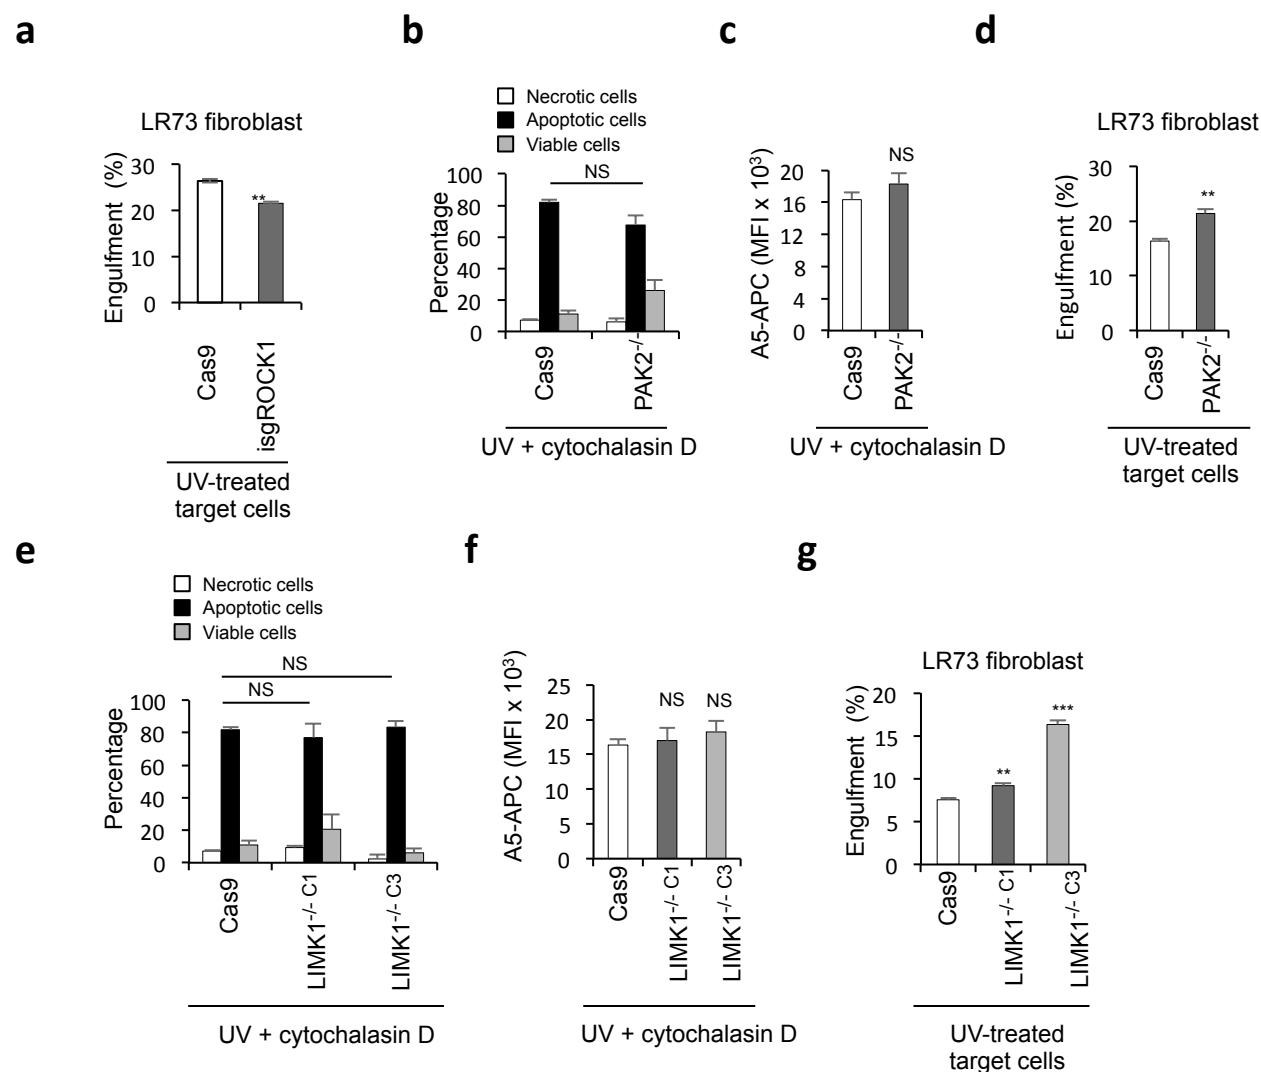 a
LR73 fibroblast
Engulfment (%)
30
20
10
0
**
Cas9
isgROCK1
UV-treated
target cells
b
Necrotic cells
Apoptotic cells
Viable cells
NS
Percentage
100
80
60
40
20
0
Cas9
PAK2-/-
UV + cytochalasin D
c
A5-APC (MFI x 10³)
20
16
12
8
4
0
NS
Cas9
PAK2-/-
UV + cytochalasin D
d
LR73 fibroblast
Engulfment (%)
30
20
10
0
**
Cas9
PAK2-/-
UV-treated
target cells
e
Necrotic cells
Apoptotic cells
Viable cells
NS
NS
Percentage
100
80
60
40
20
0
Cas9
LIMK1-/- C1
LIMK1-/- C3
UV + cytochalasin D
f
A5-APC (MFI x 10³)
25
20
15
10
5
0
NS
NS
Cas9
LIMK1-/- C1
LIMK1-/- C3
UV + cytochalasin D
g
LR73 fibroblast
Engulfment (%)
20
15
10
5
0
**
***
Cas9
LIMK1-/- C1
LIMK1-/- C3
UV-treated
target cells